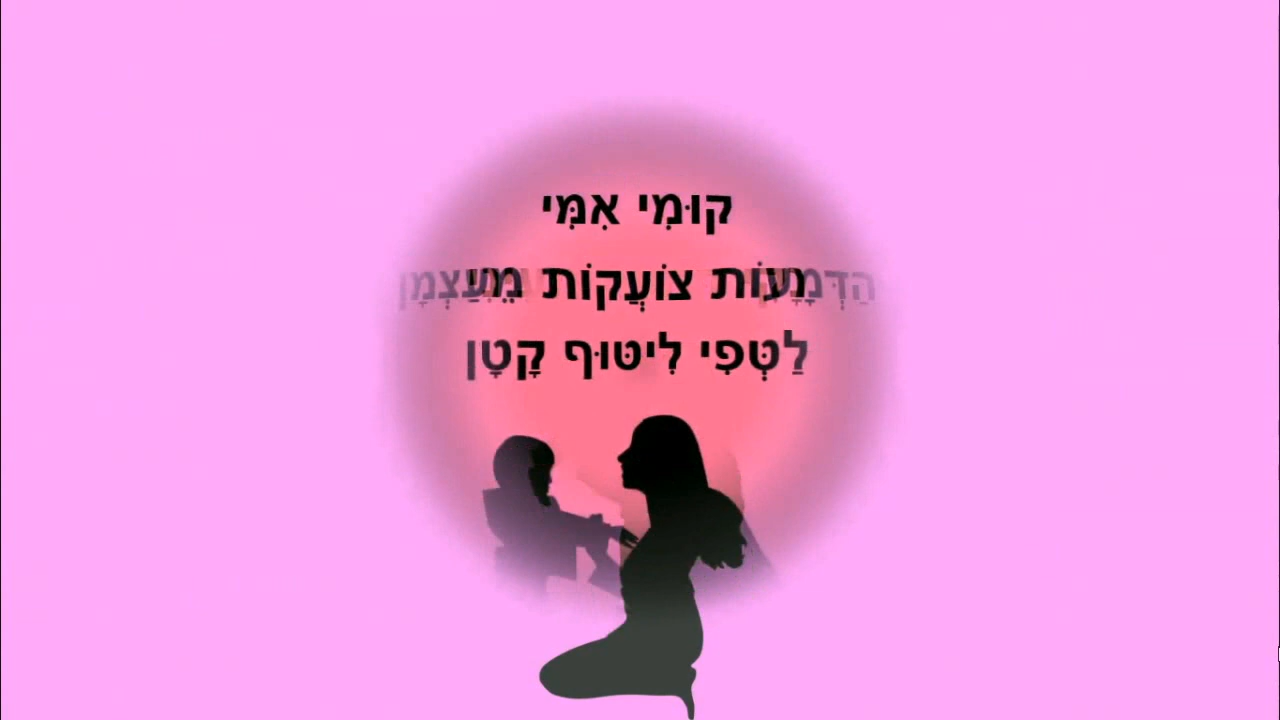 קוּמִי אִמִּי
הַדְּמָעוֹת צוֹעֲקוֹת מֵעַצְמָן
לַטְּפִי לִיטּוּף קָטָן